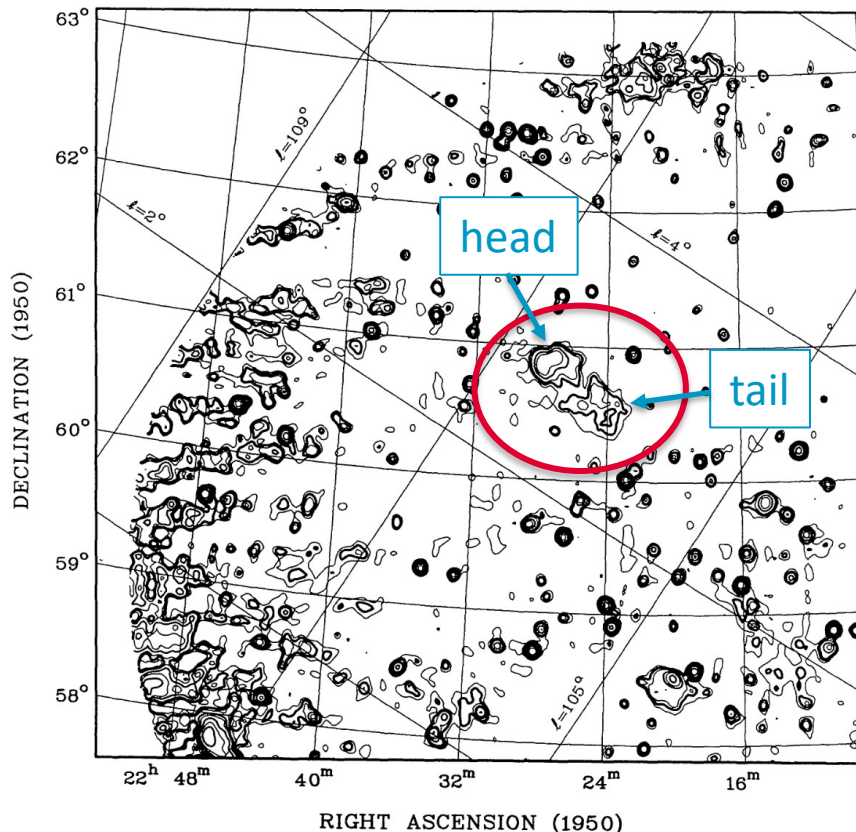 63°
62°
61°
60°
59°
58°
DECLINATION (1950)
ℓ=109°
ℓ=2°
ℓ=4°
ℓ=105°
head
tail
22ʰ 48ᵐ 40ᵐ 32ᵐ 24ᵐ 16ᵐ
RIGHT ASCENSION (1950)